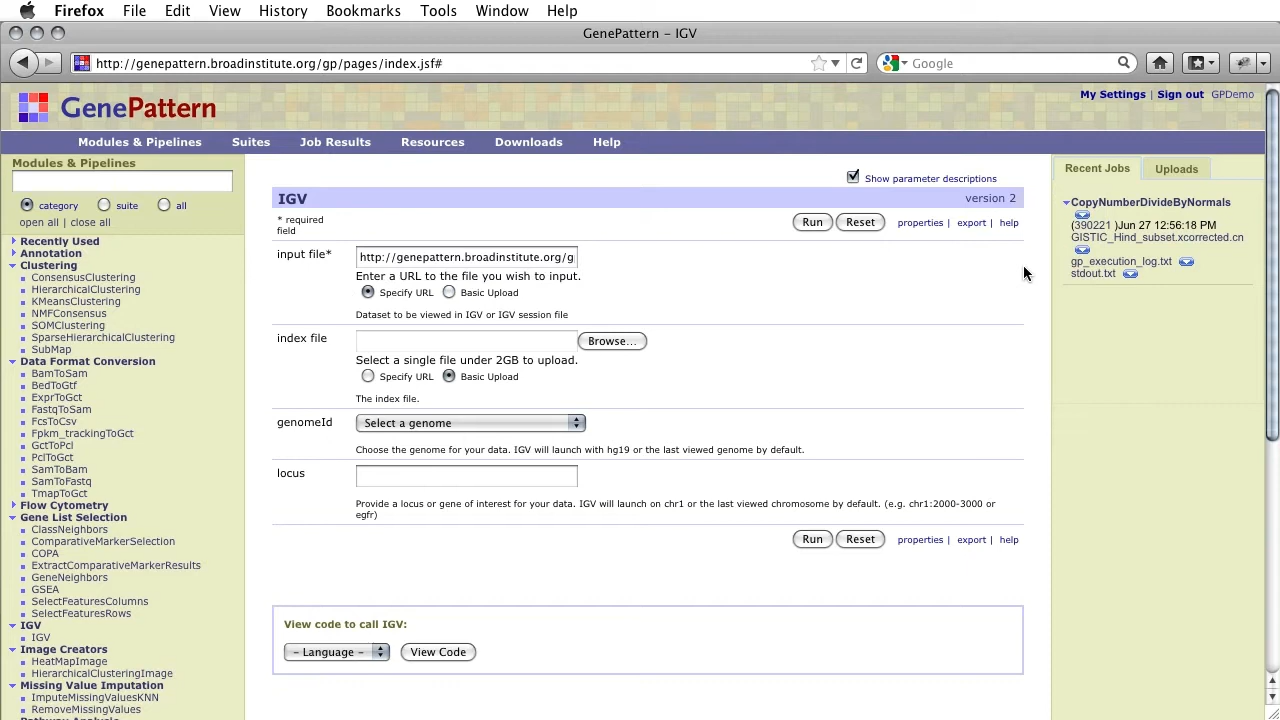 Firefox File Edit View History Bookmarks Tools Window Help
GenePattern – IGV
http://genepattern.broadinstitute.org/gp/pages/index.jsf#
Google
GenePattern
My Settings | Sign out GPDemo
Modules & Pipelines Suites Job Results Resources Downloads Help
Modules & Pipelines
category suite all
open all | close all
Recently Used
Annotation
Clustering
ConsensusClustering
HierarchicalClustering
KMeansClustering
NMFConsensus
SOMClustering
SparseHierarchicalClustering
SubMap
Data Format Conversion
BamToSam
BedToGtf
ExprToGct
FastqToSam
FcsToCsv
Fpkm_trackingToGct
GctToPcl
PclToGct
SamToBam
SamToFastq
TmapToGct
Flow Cytometry
Gene List Selection
ClassNeighbors
ComparativeMarkerSelection
COPA
ExtractComparativeMarkerResults
GeneNeighbors
GSEA
SelectFeaturesColumns
SelectFeaturesRows
IGV
IGV
Image Creators
HeatMapImage
HierarchicalClusteringImage
Missing Value Imputation
ImputeMissingValuesKNN
RemoveMissingValues
Pathway Analysis
Show parameter descriptions
IGV version 2
* required
field
Run Reset properties | export | help
input file* http://genepattern.broadinstitute.org/g
Enter a URL to the file you wish to input.
Specify URL Basic Upload
Dataset to be viewed in IGV or IGV session file
index file Browse...
Select a single file under 2GB to upload.
Specify URL Basic Upload
The index file.
genomeId Select a genome
Choose the genome for your data. IGV will launch with hg19 or the last viewed genome by default.
locus
Provide a locus or gene of interest for your data. IGV will launch on chr1 or the last viewed chromosome by default. (e.g. chr1:2000-3000 or
egfr)
Run Reset properties | export | help
View code to call IGV:
– Language – View Code
Recent Jobs Uploads
CopyNumberDivideByNormals
(390221 )Jun 27 12:56:18 PM
GISTIC_Hind_subset.xcorrected.cn
gp_execution_log.txt
stdout.txt